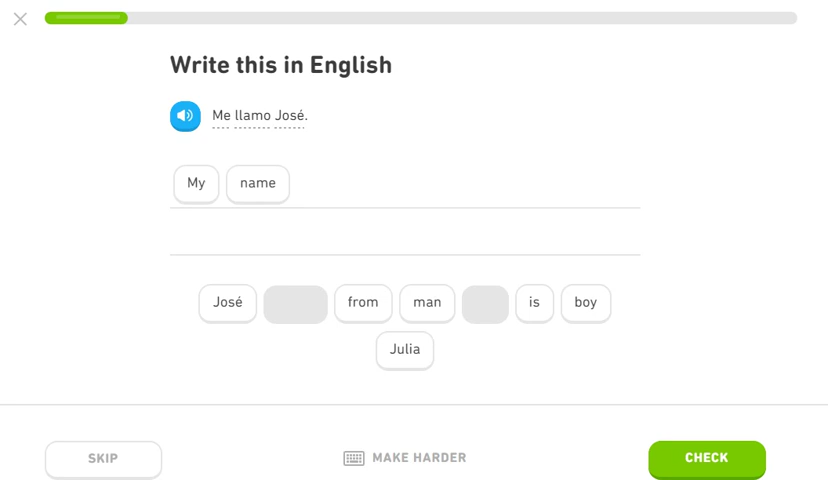 Write this in English
Me llamo José.
My name
José from man is boy
Julia
SKIP MAKE HARDER CHECK